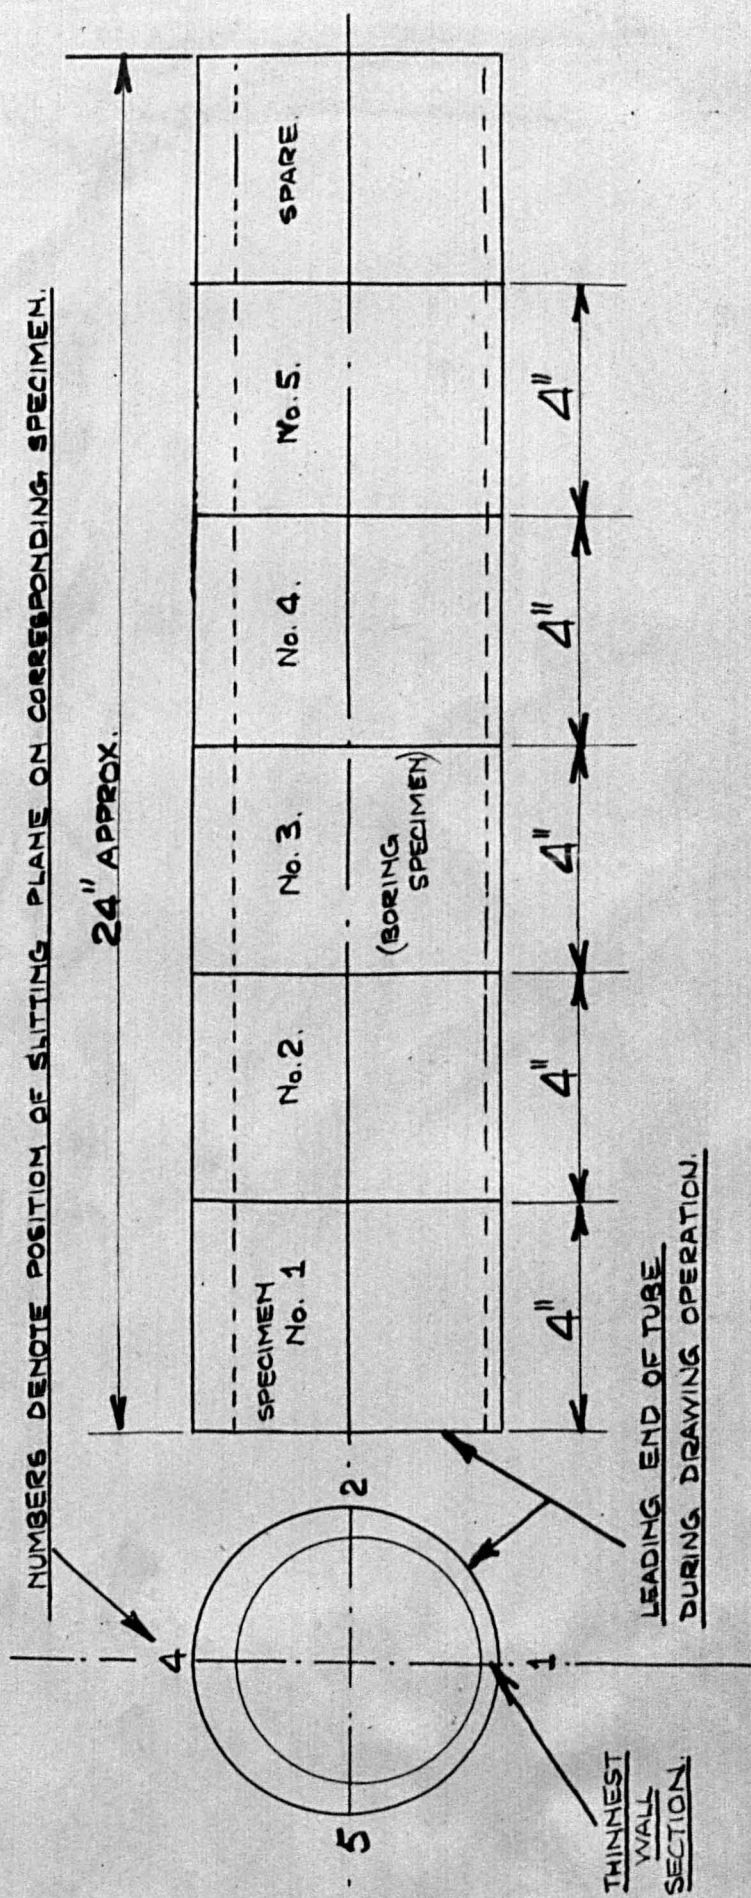 NUMBERS DENOTE POSITION OF SLITTING PLANE ON CORRESPONDING SPECIMEN.
24" APPROX.
SPECIMEN
No. 1
No. 2.
No. 3.
(BORING
SPECIMEN)
No. 4.
No. 5.
SPARE.
4"
4"
4"
4"
4"
4
2
1
5
LEADING END OF TUBE
DURING DRAWING OPERATION.
THINNEST
WALL
SECTION.